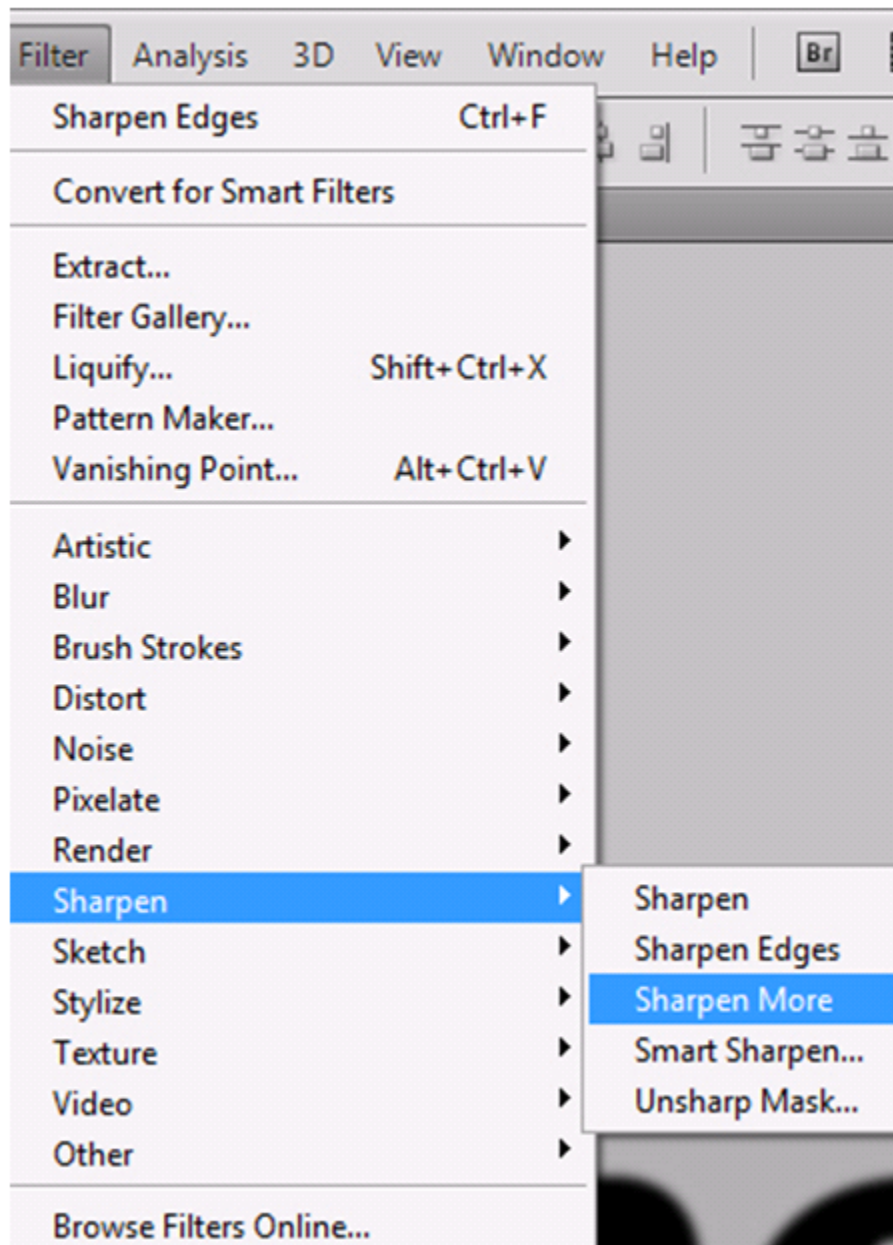 Filter Analysis 3D View Window Help Br
Sharpen Edges Ctrl+F
Convert for Smart Filters
Extract...
Filter Gallery...
Liquify... Shift+Ctrl+X
Pattern Maker...
Vanishing Point... Alt+Ctrl+V
Artistic
Blur
Brush Strokes
Distort
Noise
Pixelate
Render
Sharpen
Sketch
Stylize
Texture
Video
Other
Browse Filters Online...
Sharpen
Sharpen Edges
Sharpen More
Smart Sharpen...
Unsharp Mask...